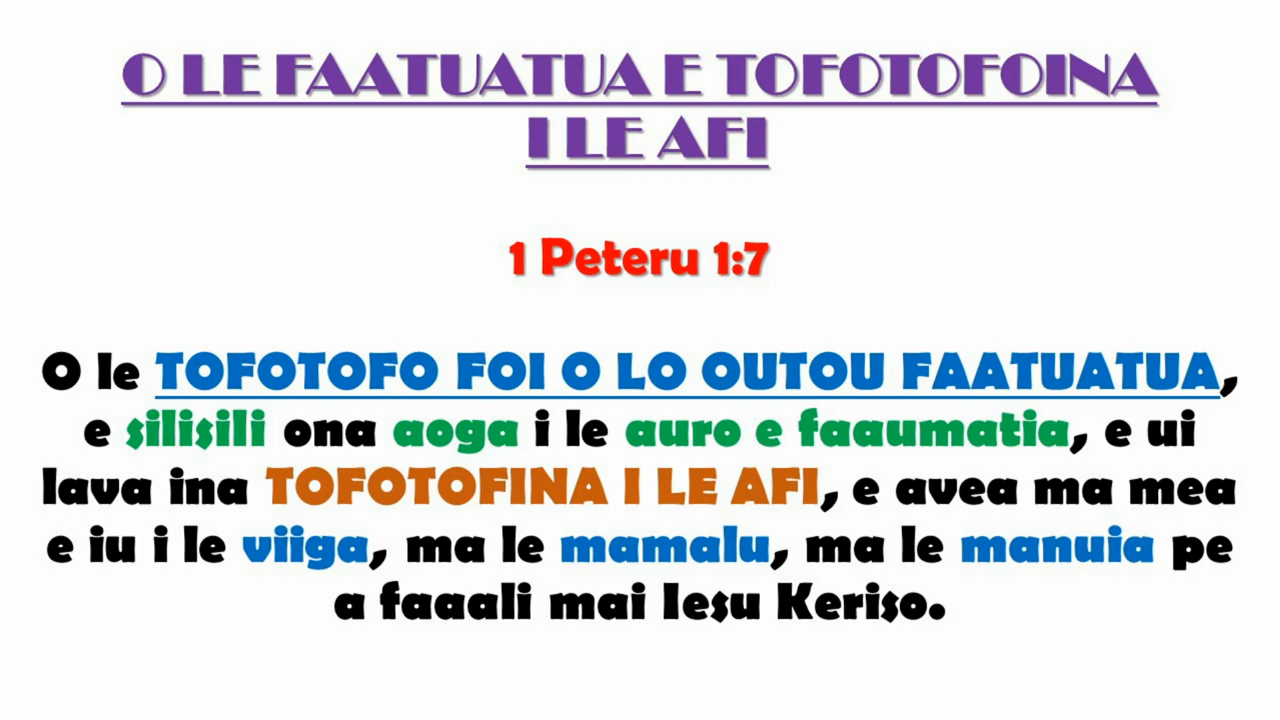 O LE FAATUATUA E TOFOTOFOINA
I LE AFI
1 Peteru 1:7
O le TOFOTOFO FOI O LO OUTOU FAATUATUA,
e silisili ona aoga i le auro e faaumatia, e ui
lava ina TOFOTOFINA I LE AFI, e avea ma mea
e iu i le viiga, ma le mamalu, ma le manuia pe
a faaali mai Iesu Keriso.